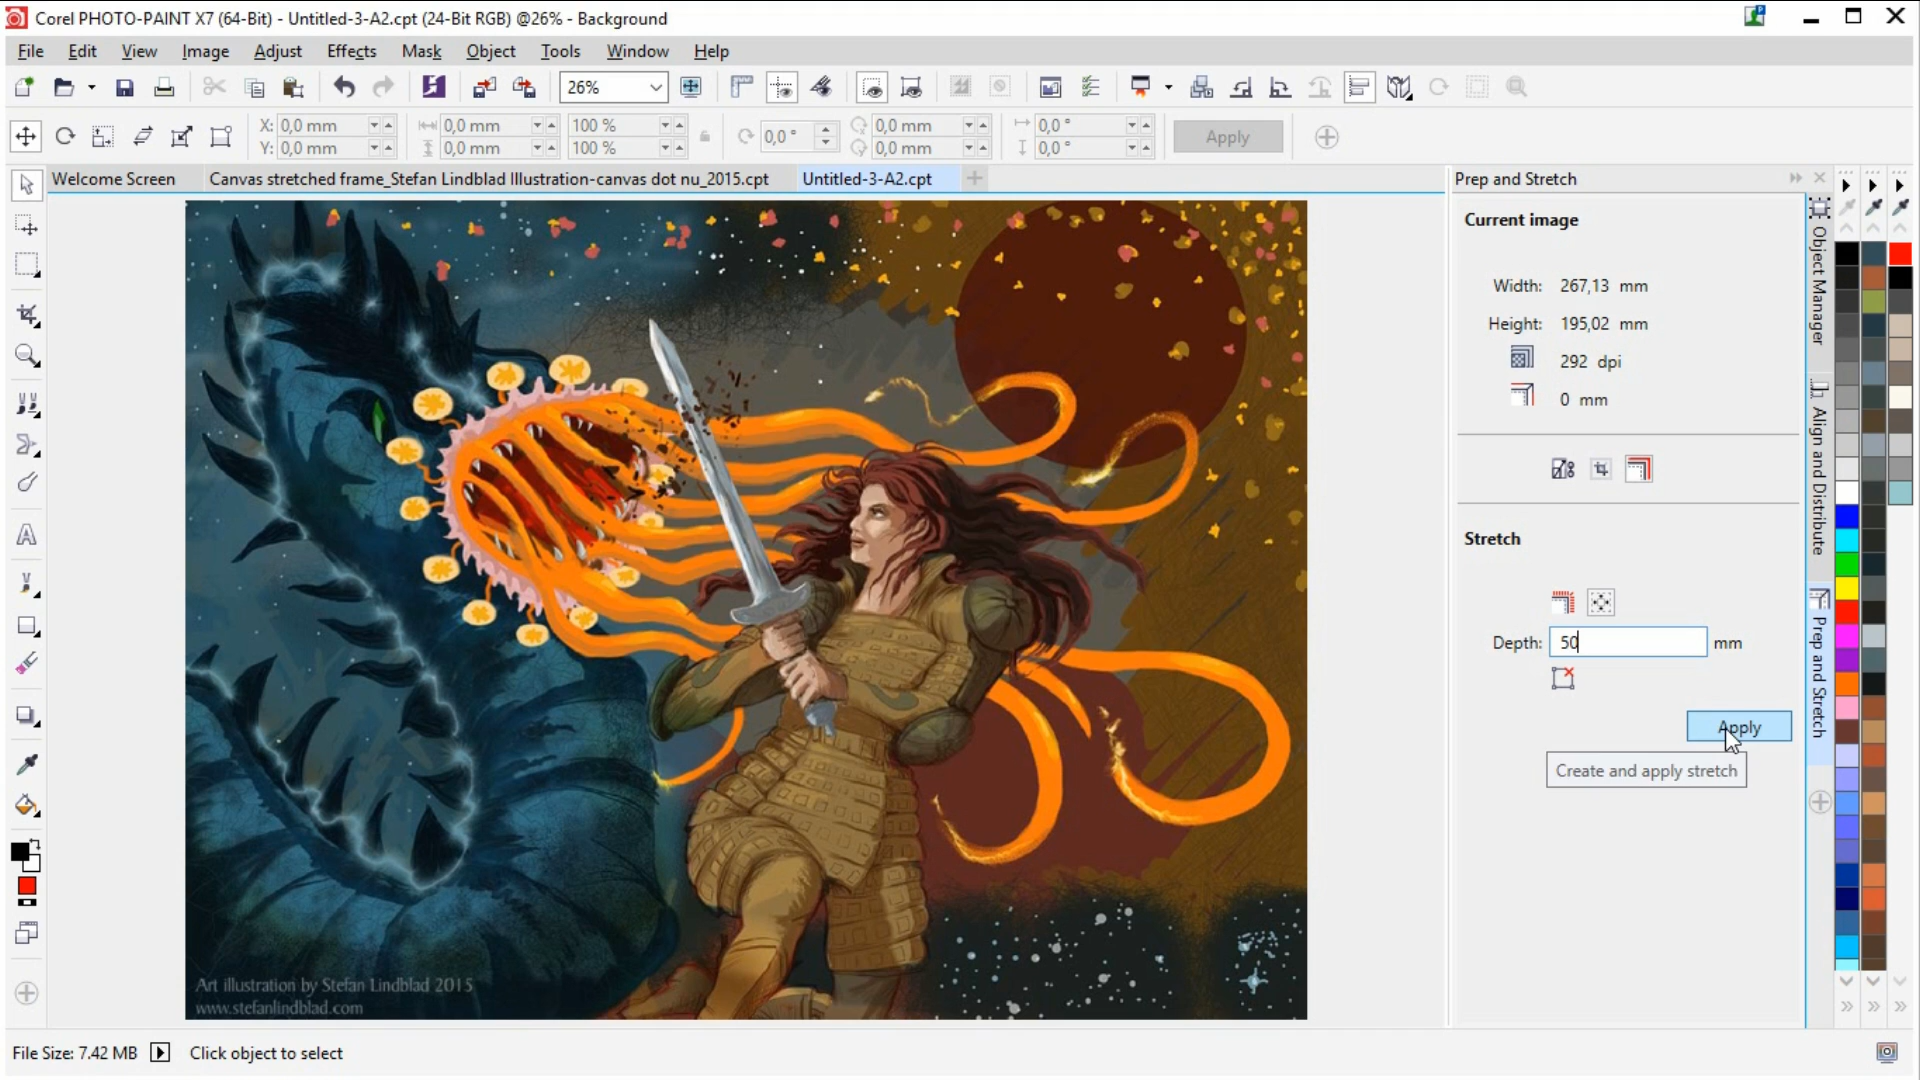 Corel PHOTO-PAINT X7 (64-Bit) - Untitled-3-A2.cpt (24-Bit RGB) @26% - Background
File Edit View Image Adjust Effects Mask Object Tools Window Help
26%
X: 0,0 mm 0,0 mm 100 % 0,0 ° 0,0 mm 0,0 °
Y: 0,0 mm 0,0 mm 100 % 0,0 mm 0,0 °
Apply
Welcome Screen Canvas stretched frame_Stefan Lindblad Illustration-canvas dot nu_2015.cpt Untitled-3-A2.cpt
Prep and Stretch
Current image
Width: 267,13 mm
Height: 195,02 mm
292 dpi
0 mm
Stretch
Depth: 50 mm
Apply
Create and apply stretch
Object Manager
Align and Distribute
Prep and Stretch
Art illustration by Stefan Lindblad 2015
www.stefanlindblad.com
File Size: 7.42 MB Click object to select